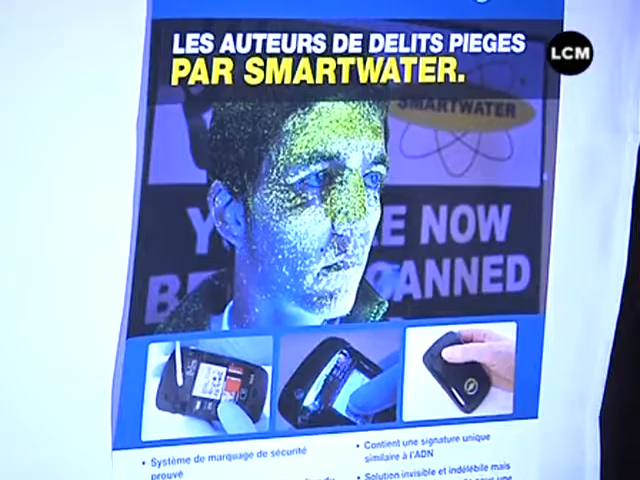 LES AUTEURS DE DELITS PIEGES
PAR SMARTWATER.
LCM
SMARTWATER
NOW
BE
• Système de marquage de sécurité
prouvé
• Contient une signature unique
similaire à l'ADN
• Solution invisible et indélébile mais